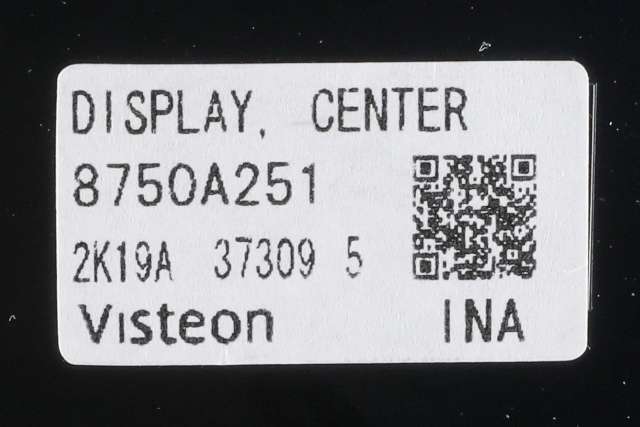 DISPLAY, CENTER
8750A251
2K19A 37309 5
Visteon INA